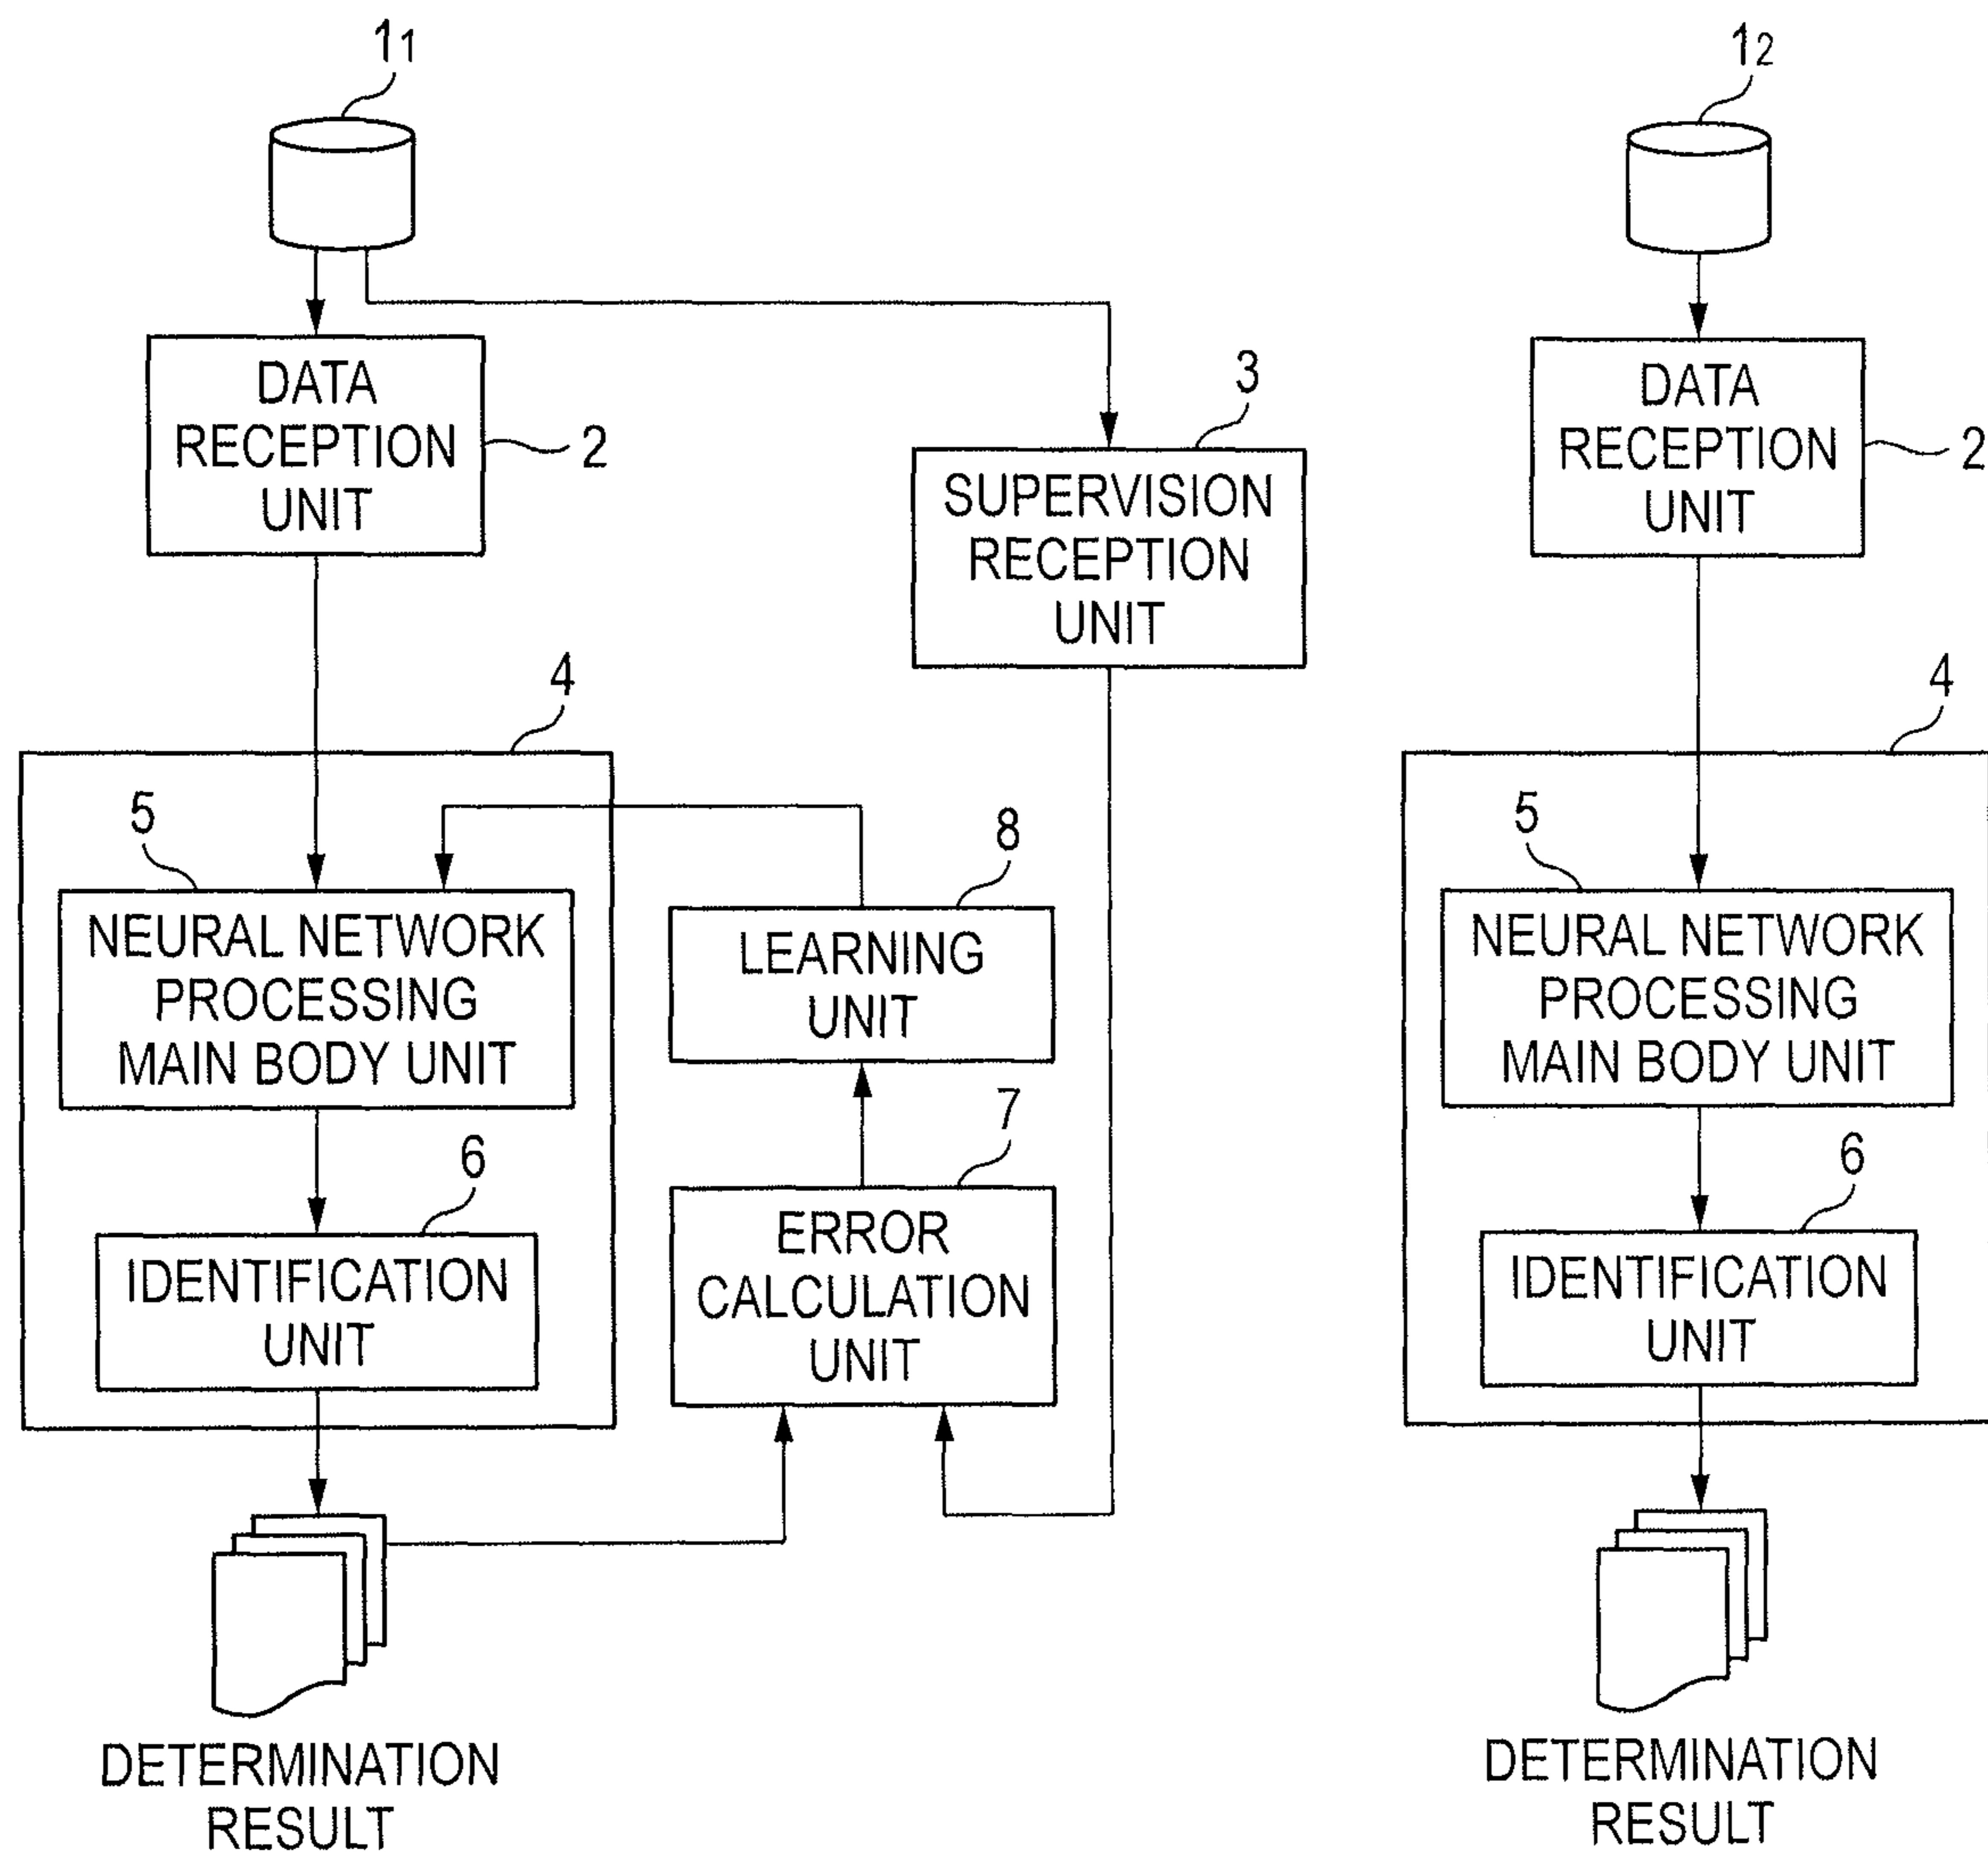 11
DATA
RECEPTION
UNIT
2
3
SUPERVISION
RECEPTION
UNIT
4
5
NEURAL NETWORK
PROCESSING
MAIN BODY UNIT
8
LEARNING
UNIT
7
ERROR
CALCULATION
UNIT
6
IDENTIFICATION
UNIT
DETERMINATION
RESULT
12
DATA
RECEPTION
UNIT
2
4
5
NEURAL NETWORK
PROCESSING
MAIN BODY UNIT
6
IDENTIFICATION
UNIT
DETERMINATION
RESULT